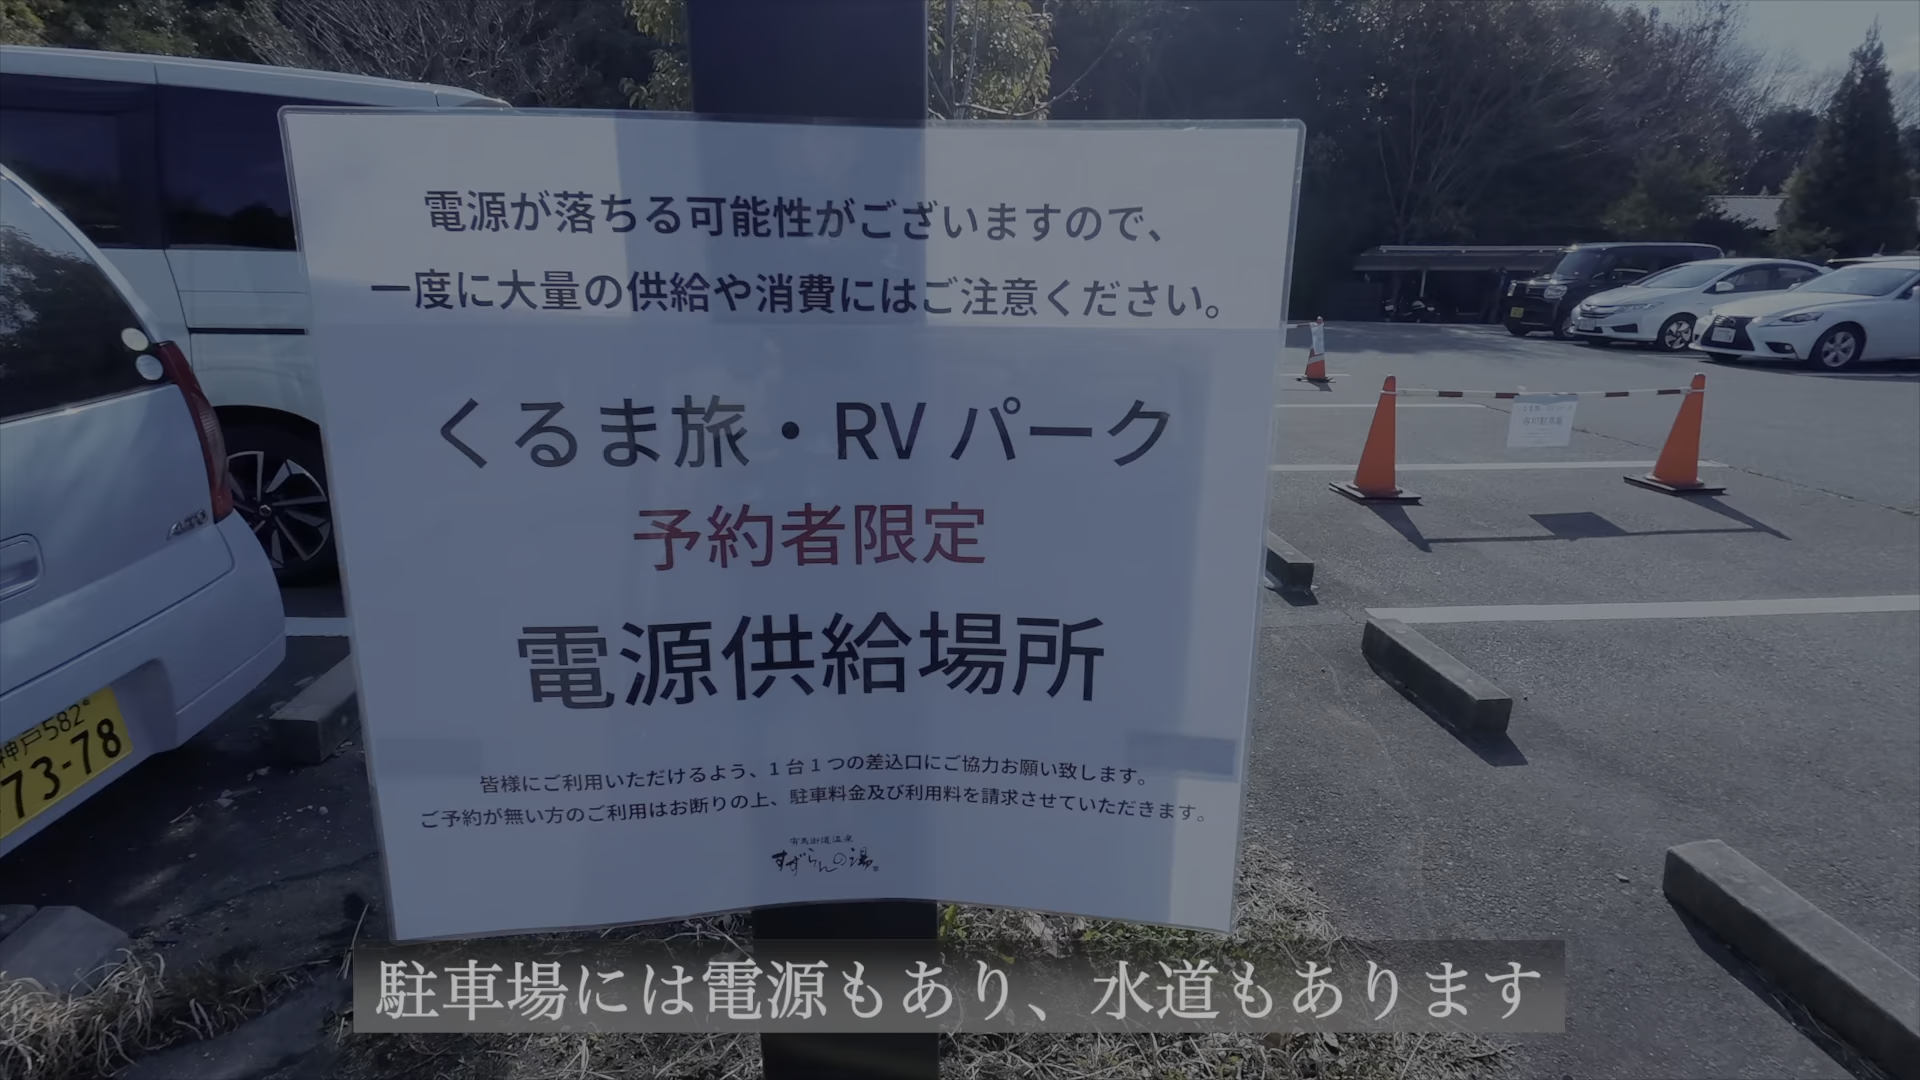 電源が落ちる可能性がございますので、
一度に大量の供給や消費にはご注意ください。
くるま旅・RVパーク
予約者限定
電源供給場所
皆様にご利用いただけるよう、1台1つの差込口にご協力お願い致します。
ご予約が無い方のご利用はお断りの上、駐車料金及び利用料を請求させていただきます。
有馬街道温泉
すずらんの湯
神戸582
73-78
駐車場には電源もあり、水道もあります